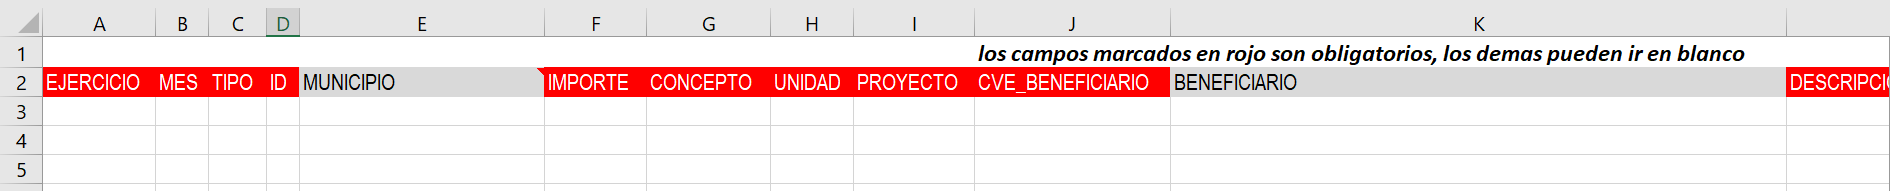 A B C D E F G H I J K
1 los campos marcados en rojo son obligatorios, los demas pueden ir en blanco
2 EJERCICIO MES TIPO ID MUNICIPIO IMPORTE CONCEPTO UNIDAD PROYECTO CVE_BENEFICIARIO BENEFICIARIO DESCRIPCI
3
4
5